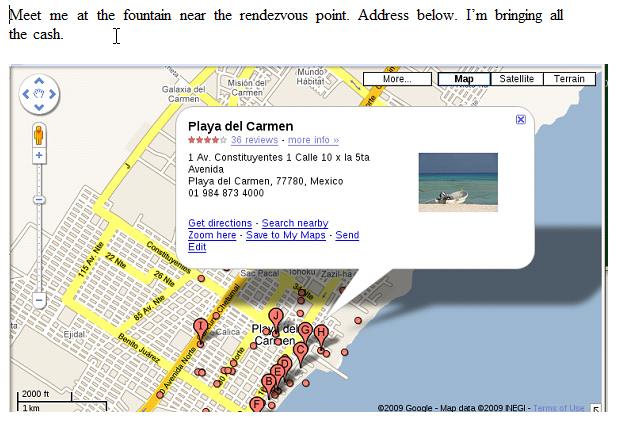 Meet me at the fountain near the rendezvous point. Address below. I'm bringing all
the cash.
More...
Map
Satellite
Terrain
Galaxia del
Carmen
Misión del
Carmen
Mundo
Hábitat
Playa del Carmen
36 reviews - more info »
1 Av. Constituyentes 1 Calle 10 x la 5ta
Avenida
Playa del Carmen, 77780, Mexico
01 984 873 4000
Get directions - Search nearby
Zoom here - Save to My Maps - Send
Edit
115 Av. Nte
22 Nte
Constituyentes
26 Nte
85 Av. Nte
Sac Pacal
Tohoku
Zazil-ha
Ejidal
Benito Juárez
Calica
Playa del
Carmen
I
J
G
H
C
D
E
B
F
2000 ft
1 km
©2009 Google - Map data ©2009 INEGI - Terms of Use